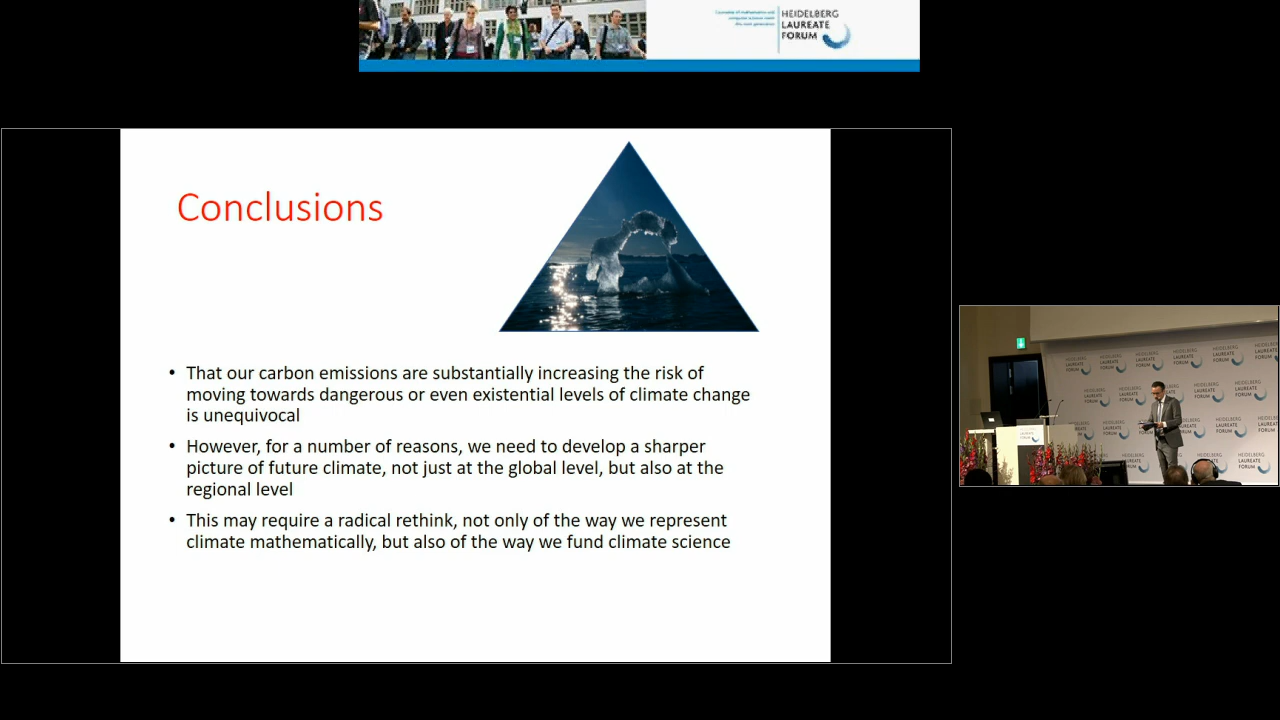 HEIDELBERG
LAUREATE
FORUM
Conclusions
• That our carbon emissions are substantially increasing the risk of
moving towards dangerous or even existential levels of climate change
is unequivocal
• However, for a number of reasons, we need to develop a sharper
picture of future climate, not just at the global level, but also at the
regional level
• This may require a radical rethink, not only of the way we represent
climate mathematically, but also of the way we fund climate science